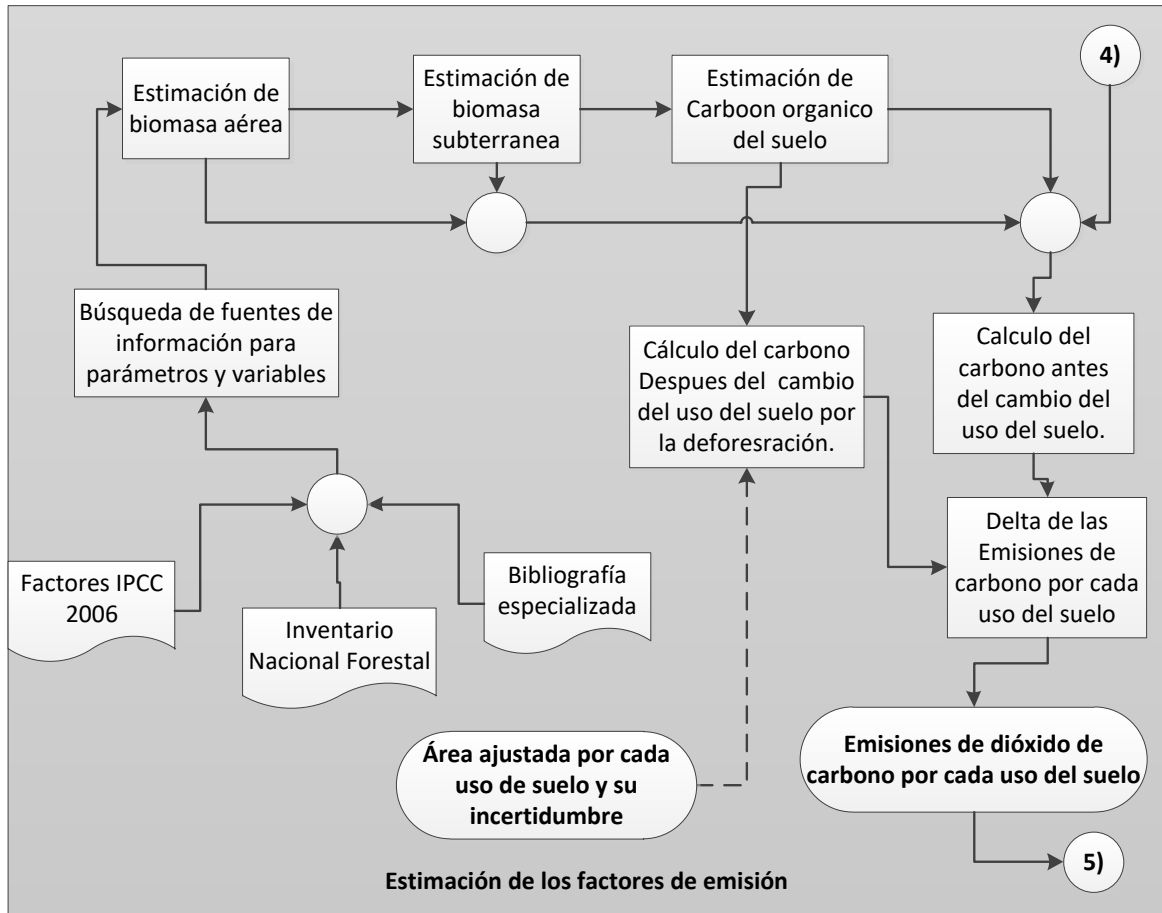 4)
Estimación de
biomasa aérea
Estimación de
biomasa
subterranea
Estimación de
Carboon organico
del suelo
Búsqueda de fuentes de
información para
parámetros y variables
Cálculo del carbono
Despues del cambio
del uso del suelo por
la deforesración.
Calculo del
carbono antes
del cambio del
uso del suelo.
Factores IPCC
2006
Inventario
Nacional Forestal
Bibliografía
especializada
Delta de las
Emisiones de
carbono por cada
uso del suelo
Área ajustada por cada
uso de suelo y su
incertidumbre
Emisiones de dióxido de
carbono por cada uso del suelo
5)
Estimación de los factores de emisión